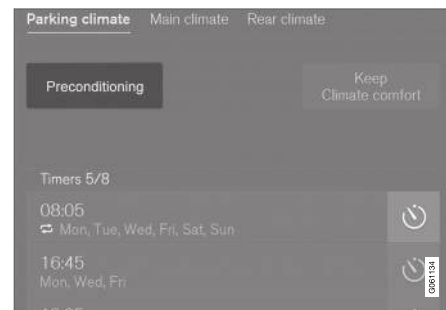 Parking climate Main climate Rear climate
Preconditioning
Keep
Climate comfort
Timers 5/8
08:05
Mon, Tue, Wed, Fri, Sat, Sun
16:45
Mon, Wed, Fri
G061134